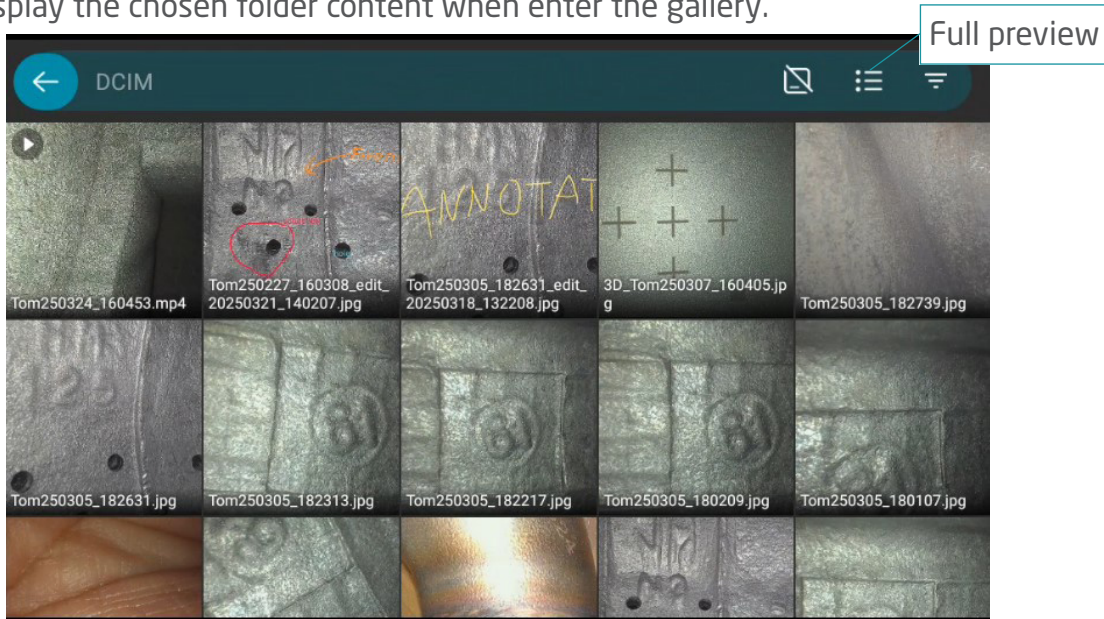 splay the chosen folder content when enter the gallery.
Full preview
DCIM
ANNOTAT
Tom250324_160453.mp4
Tom250227_160308_edit_
20250321_140207.jpg
Tom250305_182631_edit_
20250318_132208.jpg
3D_Tom250307_160405.jp
g
Tom250305_182739.jpg
Tom250305_182631.jpg
Tom250305_182313.jpg
Tom250305_182217.jpg
Tom250305_180209.jpg
Tom250305_180107.jpg